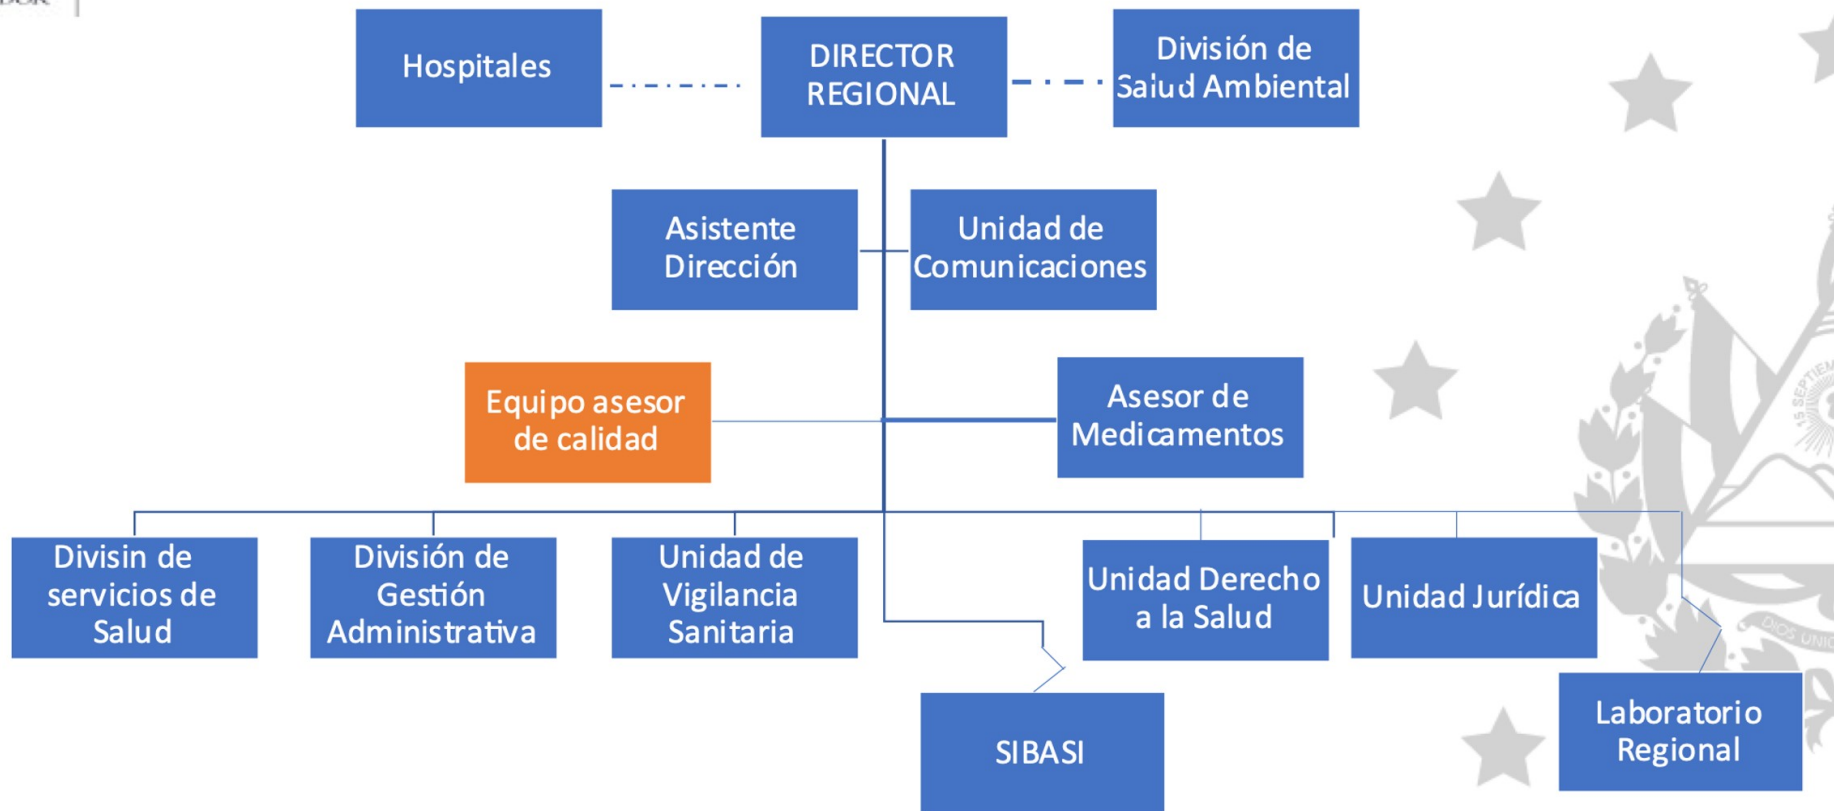 Hospitales
DIRECTOR
REGIONAL
División de
Salud Ambiental
Asistente
Dirección
Unidad de
Comunicaciones
Equipo asesor
de calidad
Asesor de
Medicamentos
Divisin de
servicios de
Salud
División de
Gestión
Administrativa
Unidad de
Vigilancia
Sanitaria
Unidad Derecho
a la Salud
Unidad Jurídica
SIBASI
Laboratorio
Regional
DIOS UNIC